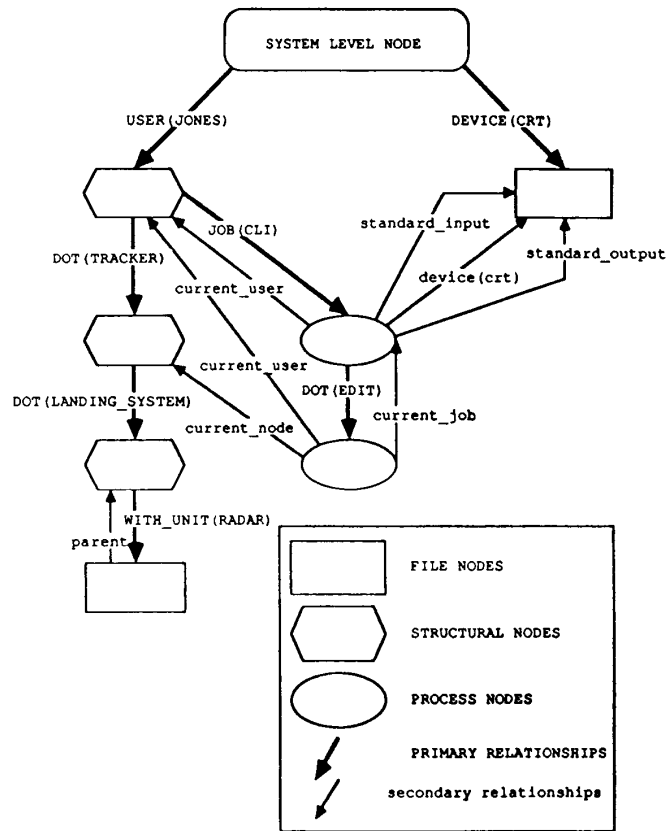 SYSTEM LEVEL NODE
USER(JONES)
DEVICE(CRT)
JOB(CLI)
standard_input
standard_output
DOT(TRACKER)
current_user
device(crt)
current_user
DOT(EDIT)
DOT(LANDING_SYSTEM)
current_node
current_job
WITH_UNIT(RADAR)
parent
FILE NODES
STRUCTURAL NODES
PROCESS NODES
PRIMARY RELATIONSHIPS
secondary relationships